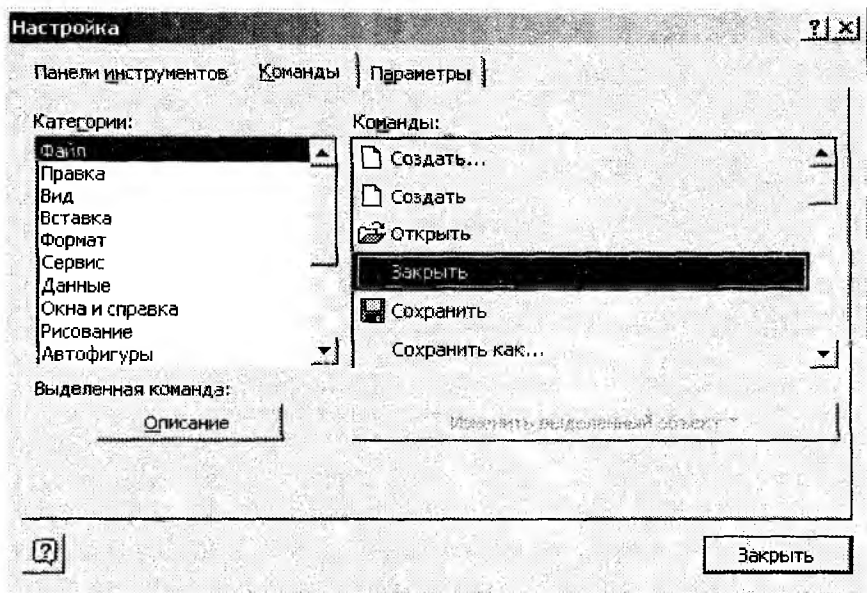 Настройка
Панели инструментов Команды Параметры
Категории: Команды:
Файл
Правка
Вид
Вставка
Формат
Сервис
Данные
Окна и справка
Рисование
Автофигуры
Создать...
Создать
Открыть
Закрыть
Сохранить
Сохранить как...
Выделенная команда:
Описание Изменить выделенный объект
Закрыть